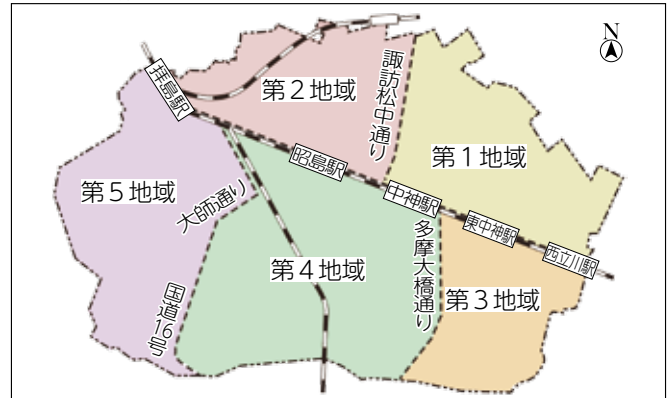 N
拝島駅
第2地域
諏訪松中通り
第1地域
昭島駅
中神駅
東中神駅
西立川駅
第5地域
大師通り
第4地域
多摩大橋通り
第3地域
国道16号